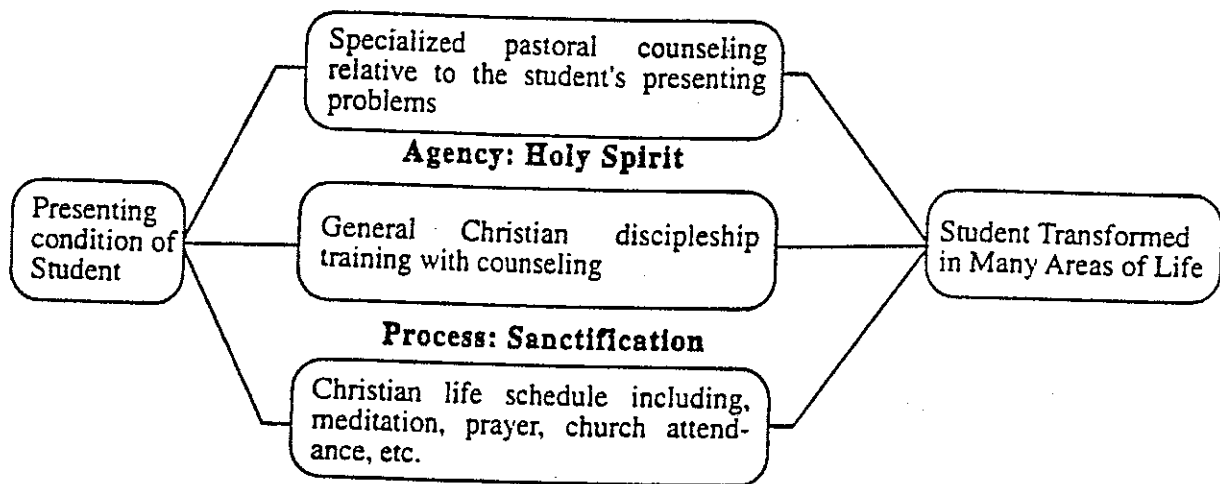 Specialized pastoral counseling
relative to the student's presenting
problems
Agency: Holy Spirit
Presenting
condition of
Student
General Christian discipleship
training with counseling
Student Transformed
in Many Areas of Life
Process: Sanctification
Christian life schedule including,
meditation, prayer, church attend-
ance, etc.